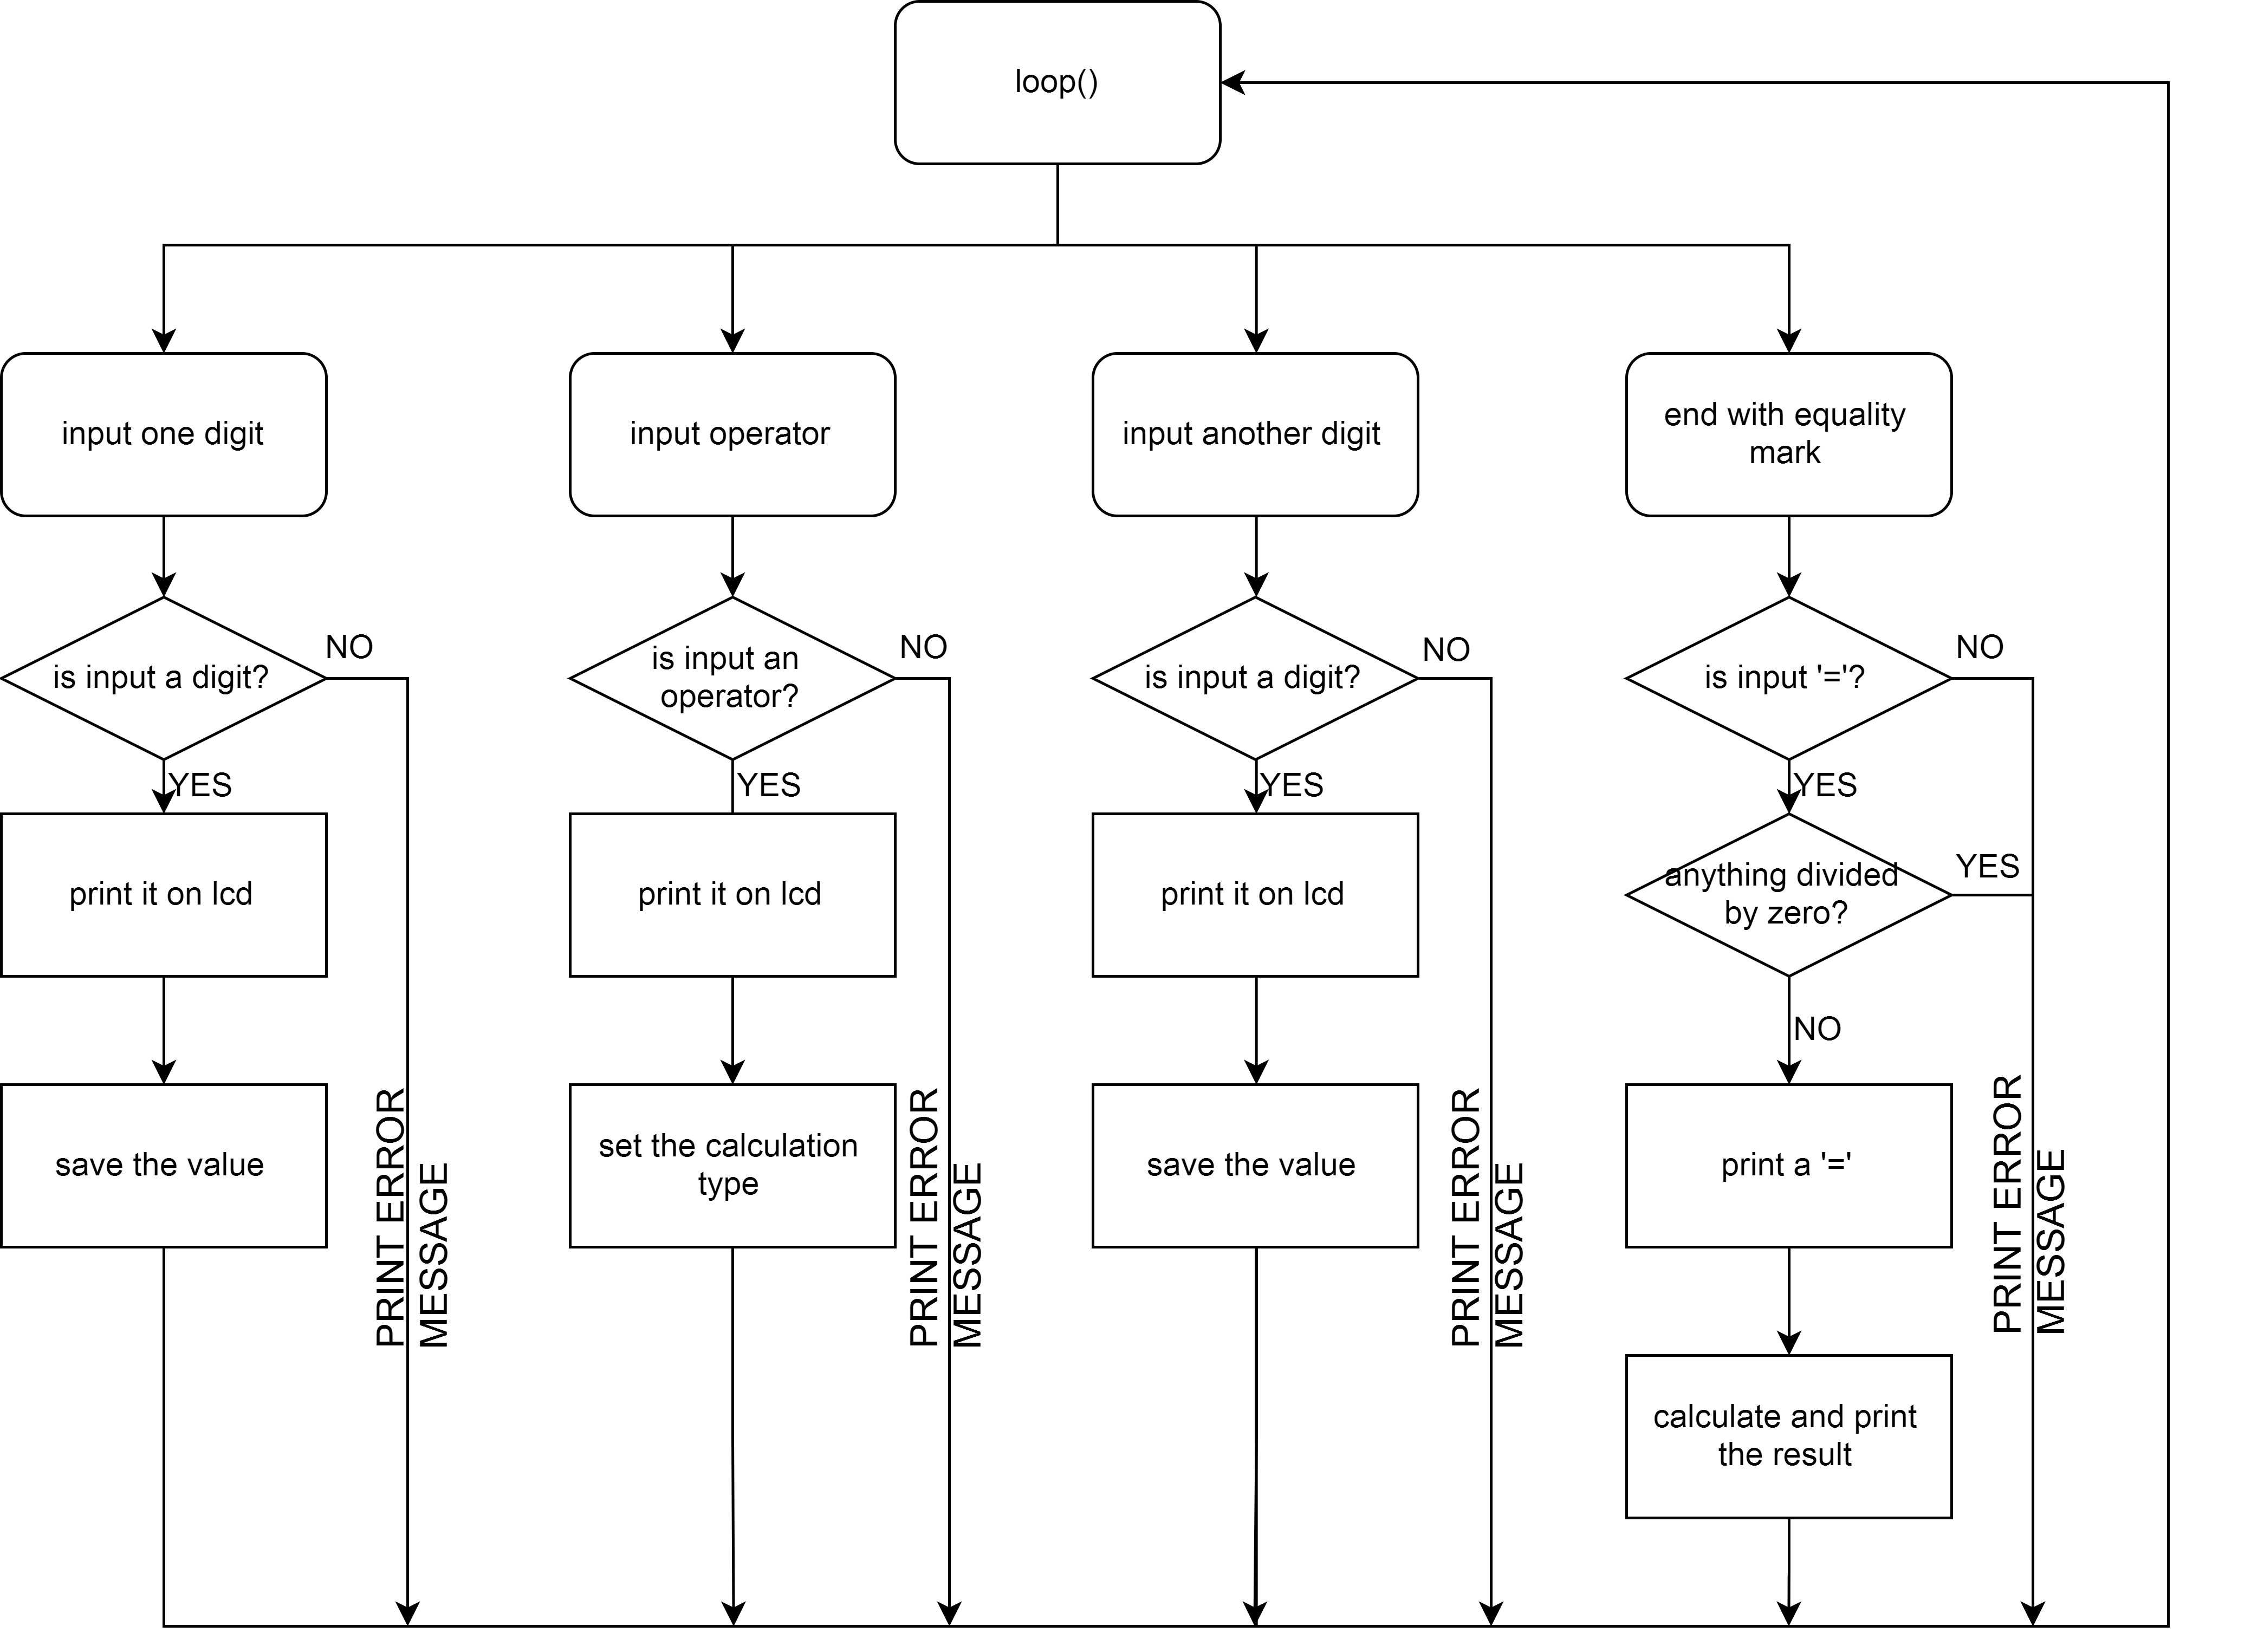 loop()
input one digit
input operator
input another digit
end with equality
mark
is input a digit?
NO
is input an
operator?
NO
is input a digit?
NO
is input '='?
NO
YES
YES
YES
YES
print it on lcd
print it on lcd
print it on lcd
anything divided
by zero?
YES
NO
save the value
PRINT ERROR
MESSAGE
set the calculation
type
PRINT ERROR
MESSAGE
save the value
PRINT ERROR
MESSAGE
print a '='
PRINT ERROR
MESSAGE
calculate and print
the result